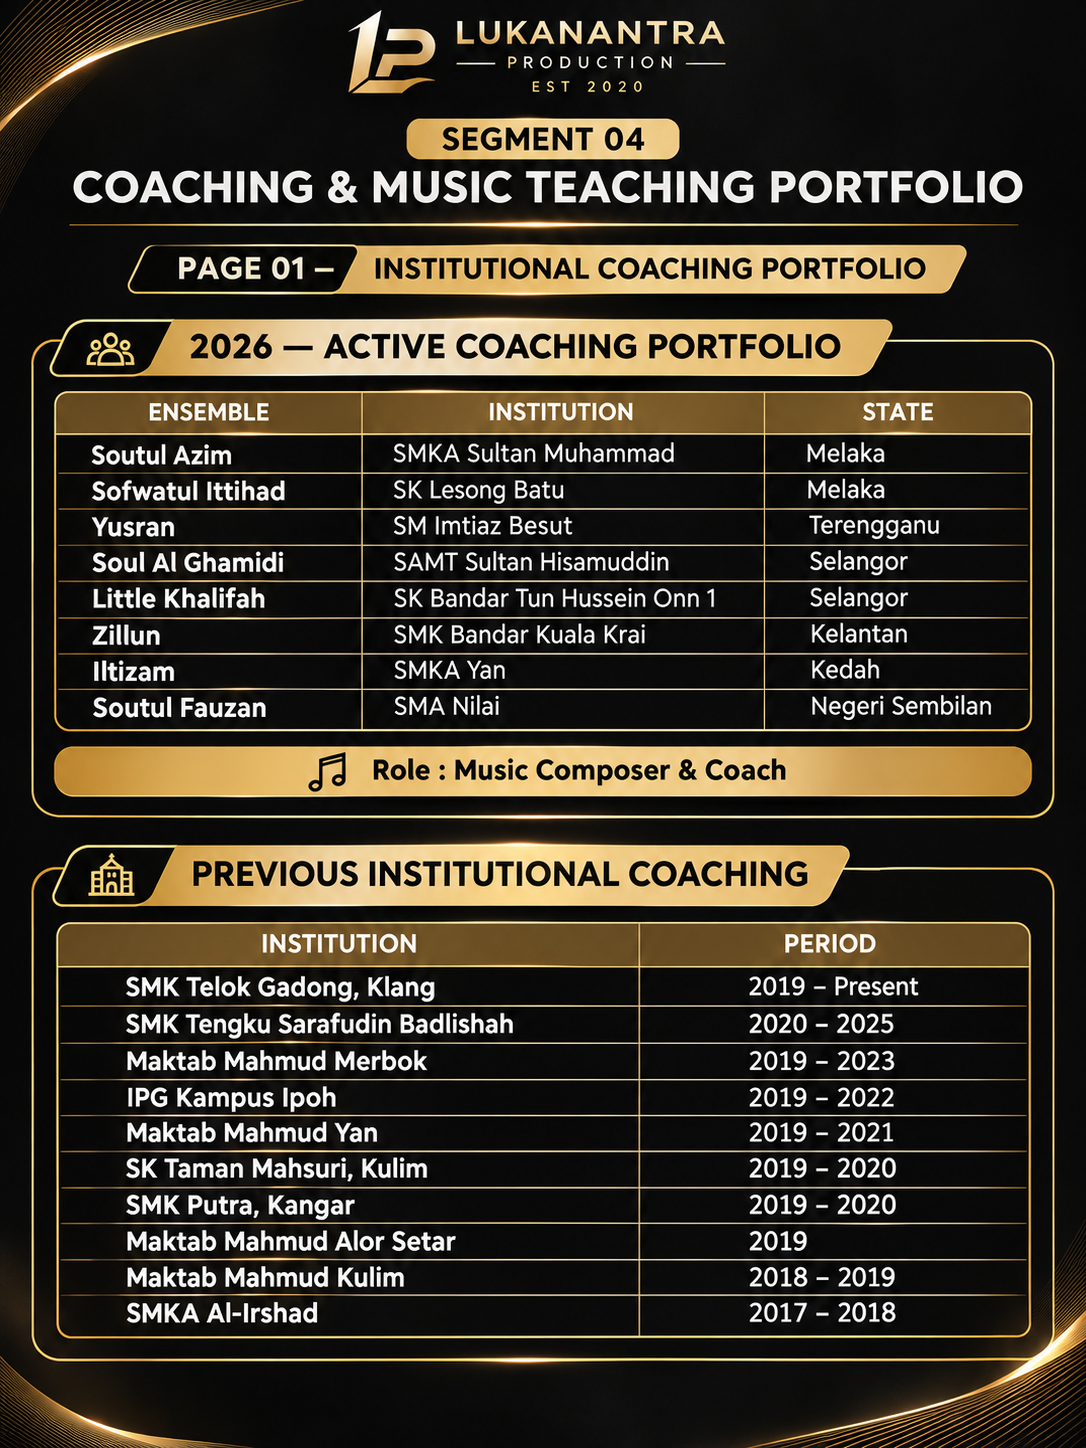 LUKANANTRA
PRODUCTION
EST 2020
SEGMENT 04
COACHING & MUSIC TEACHING PORTFOLIO
PAGE 01 – INSTITUTIONAL COACHING PORTFOLIO
2026 — ACTIVE COACHING PORTFOLIO
ENSEMBLE INSTITUTION STATE
Soutul Azim SMKA Sultan Muhammad Melaka
Sofwatul Ittihad SK Lesong Batu Melaka
Yusran SM Imtiaz Besut Terengganu
Soul Al Ghamidi SAMT Sultan Hisamuddin Selangor
Little Khalifah SK Bandar Tun Hussein Onn 1 Selangor
Zillun SMK Bandar Kuala Krai Kelantan
Iltizam SMKA Yan Kedah
Soutul Fauzan SMA Nilai Negeri Sembilan
Role : Music Composer & Coach
PREVIOUS INSTITUTIONAL COACHING
INSTITUTION PERIOD
SMK Telok Gadong, Klang 2019 – Present
SMK Tengku Sarafudin Badlishah 2020 – 2025
Maktab Mahmud Merbok 2019 – 2023
IPG Kampus Ipoh 2019 – 2022
Maktab Mahmud Yan 2019 – 2021
SK Taman Mahsuri, Kulim 2019 – 2020
SMK Putra, Kangar 2019 – 2020
Maktab Mahmud Alor Setar 2019
Maktab Mahmud Kulim 2018 – 2019
SMKA Al-Irshad 2017 – 2018